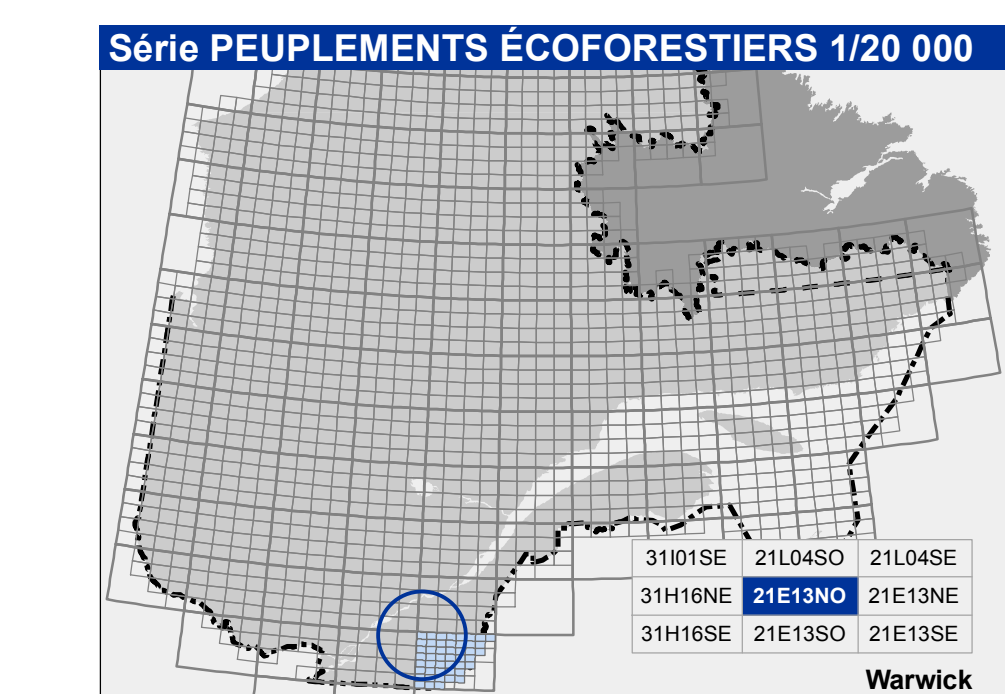 Série PEUPLEMENTS ÉCOFORESTIERS 1/20 000
31I01SE 21L04SO 21L04SE
31H16NE 21E13NO 21E13NE
31H16SE 21E13SO 21E13SE
Warwick